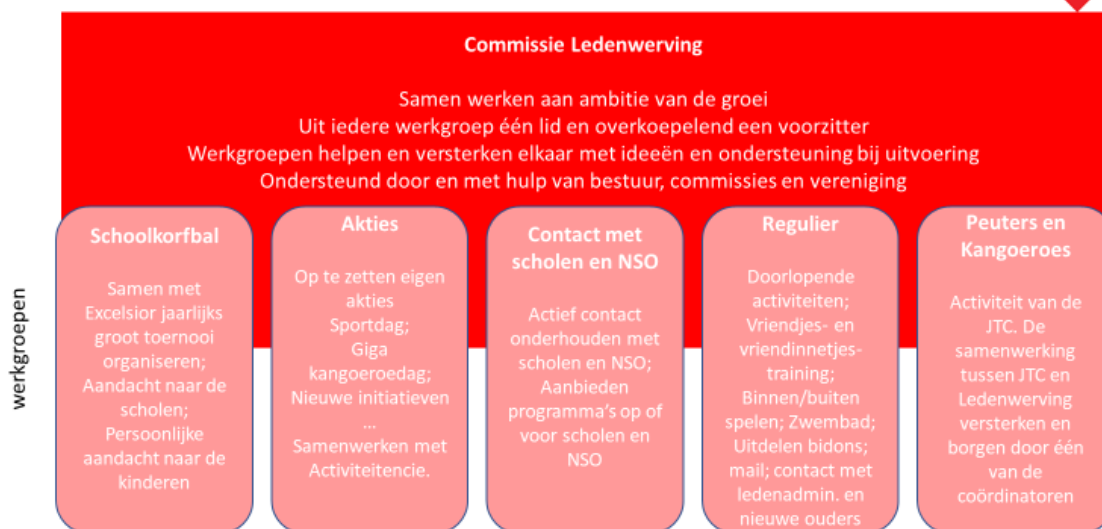 Commissie Ledenwerving
Samen werken aan ambitie van de groei
Uit iedere werkgroep één lid en overkoepelend een voorzitter
Werkgroepen helpen en versterken elkaar met ideeën en ondersteuning bij uitvoering
Ondersteund door en met hulp van bestuur, commissies en vereniging
werkgroepen
Schoolkorfbal
Samen met
Excelsior jaarlijks
groot toernooi
organiseren;
Aandacht naar de
scholen;
Persoonlijke
aandacht naar de
kinderen
Akties
Op te zetten eigen
akties
Sportdag;
Giga
kangoeroedag;
Nieuwe initiatieven
...
Samenwerken met
Activiteitencie.
Contact met
scholen en NSO
Actief contact
onderhouden met
scholen en NSO;
Aanbieden
programma's op of
voor scholen en
NSO
Regulier
Doorlopende
activiteiten;
Vriendjes- en
vriendinnetjes-
training;
Binnen/buiten
spelen; Zwembad;
Uitdelen bidons;
mail; contact met
ledenadmin. en
nieuwe ouders
Peuters en
Kangoeroes
Activiteit van de
JTC. De
samenwerking
tussen JTC en
Ledenwerving
versterken en
borgen door één
van de
coördinatoren